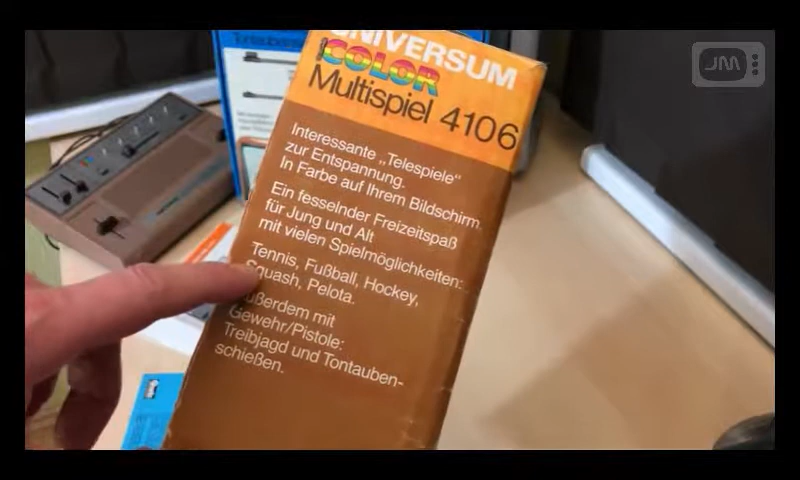 JM
UNIVERSUM
COLOR
Multispiel 4106
Interessante „Telespiele"
zur Entspannung.
In Farbe auf Ihrem Bildschirm.
Ein fesselnder Freizeitspaß
für Jung und Alt
mit vielen Spielmöglichkeiten:
Tennis, Fußball, Hockey,
Squash, Pelota.
Außerdem mit
Gewehr/Pistole:
Treibjagd und Tontauben-
schießen.